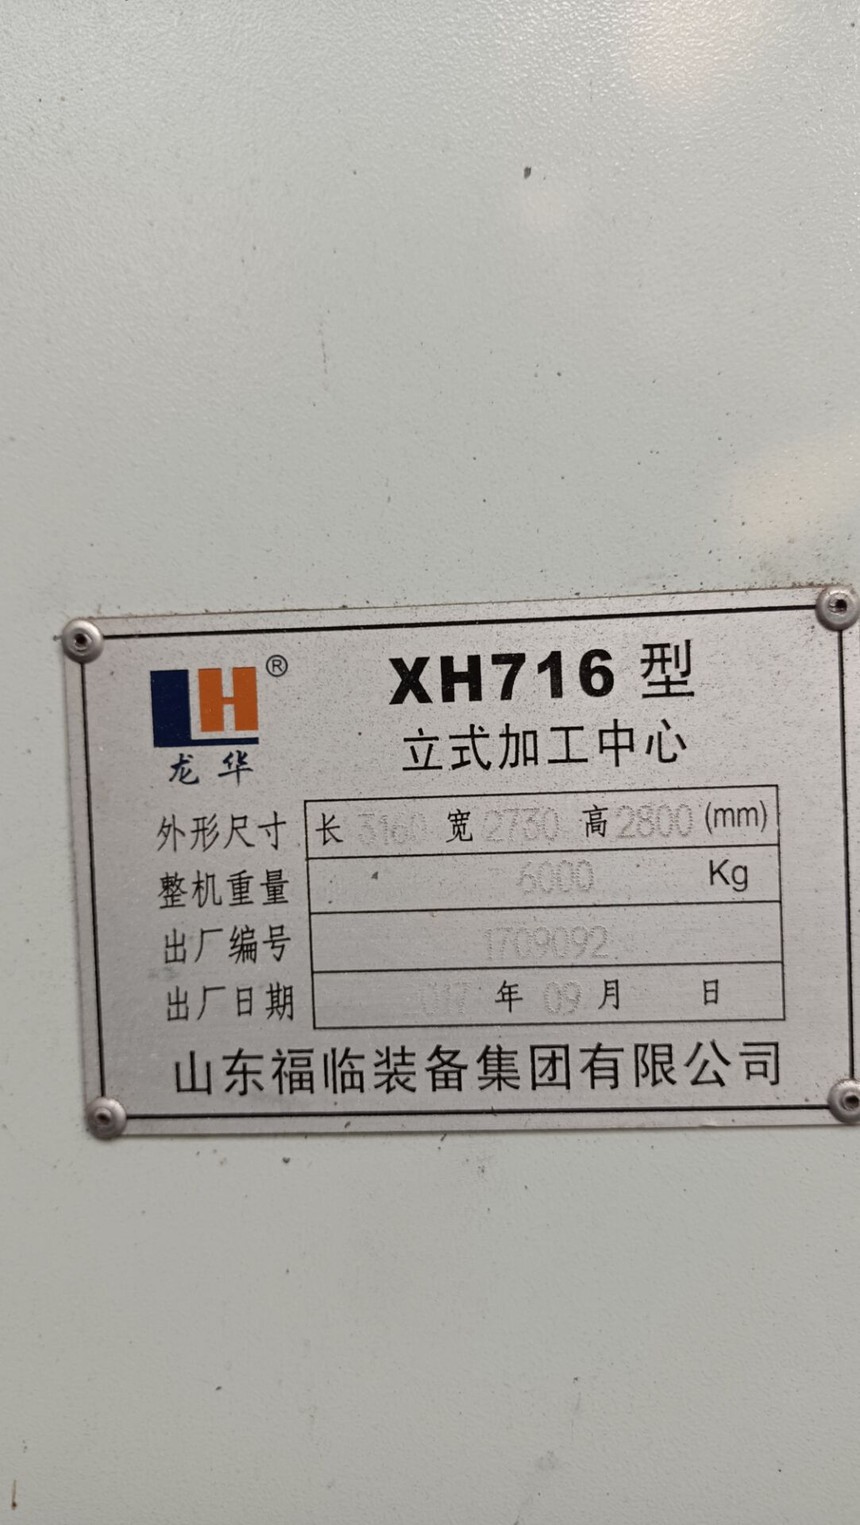 LH®
XH716 型
龙华
立式加工中心
外形尺寸 长 3160 宽 2730 高 2800 (mm)
整机重量 6000 Kg
出厂编号 1709092
出厂日期 2017 年 09 月 日
山东福临装备集团有限公司